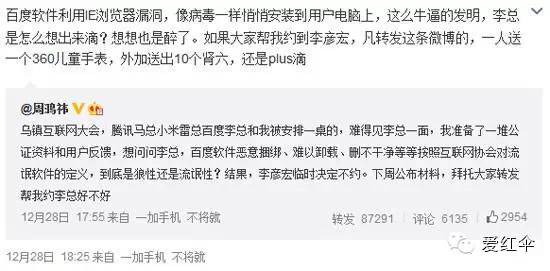 百度软件利用IE浏览器漏洞，像病毒一样悄悄安装到用户电脑上，这么牛逼的发明，李总
是怎么想出来滴？想想也是醉了。如果大家帮我约到李彦宏，凡转发这条微博的，一人送
一个360儿童手表，外加送出10个肾六，还是plus滴
@周鸿祎
乌镇互联网大会，腾讯马总小米雷总百度李总和我被安排一桌的，难得见李总一面，我准备了一堆公
证资料和用户反馈，想问问李总，百度软件恶意捆绑、难以卸载、删不干净等等按照互联网协会对流
氓软件的定义，到底是狼性还是流氓性？结果，李彦宏临时决定不约。下周公布材料，拜托大家转发
帮我约李总好不好
12月28日 17:55 来自 一加手机 不将就 转发 87291 | 评论 6135 | 2954
12月28日 18:25 来自 一加手机 不将就
爱红伞